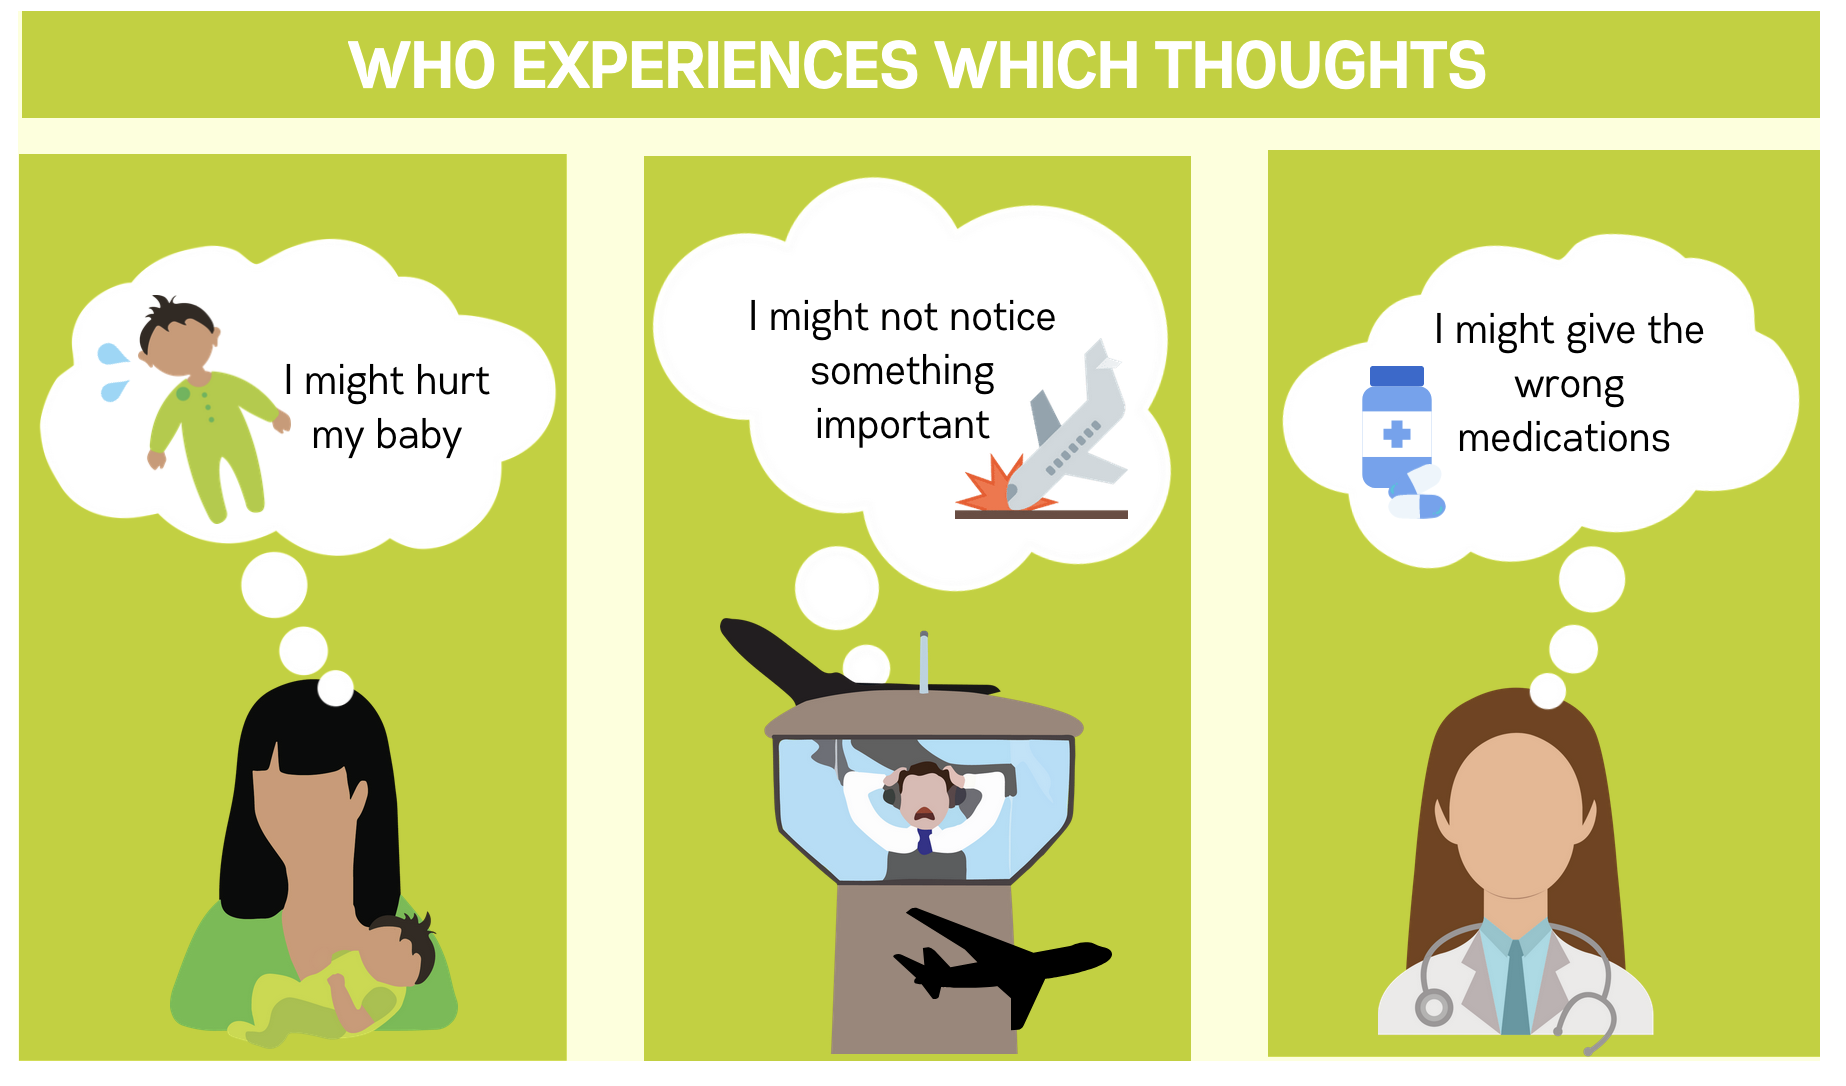 WHO EXPERIENCES WHICH THOUGHTS
I might hurt
my baby
I might not notice
something
important
I might give the
wrong
medications